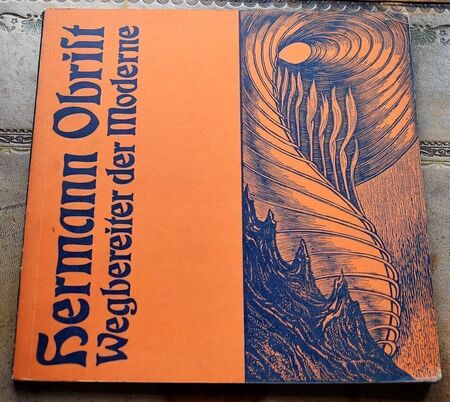 Hermann Obriſt
Wegbereiter der Moderne